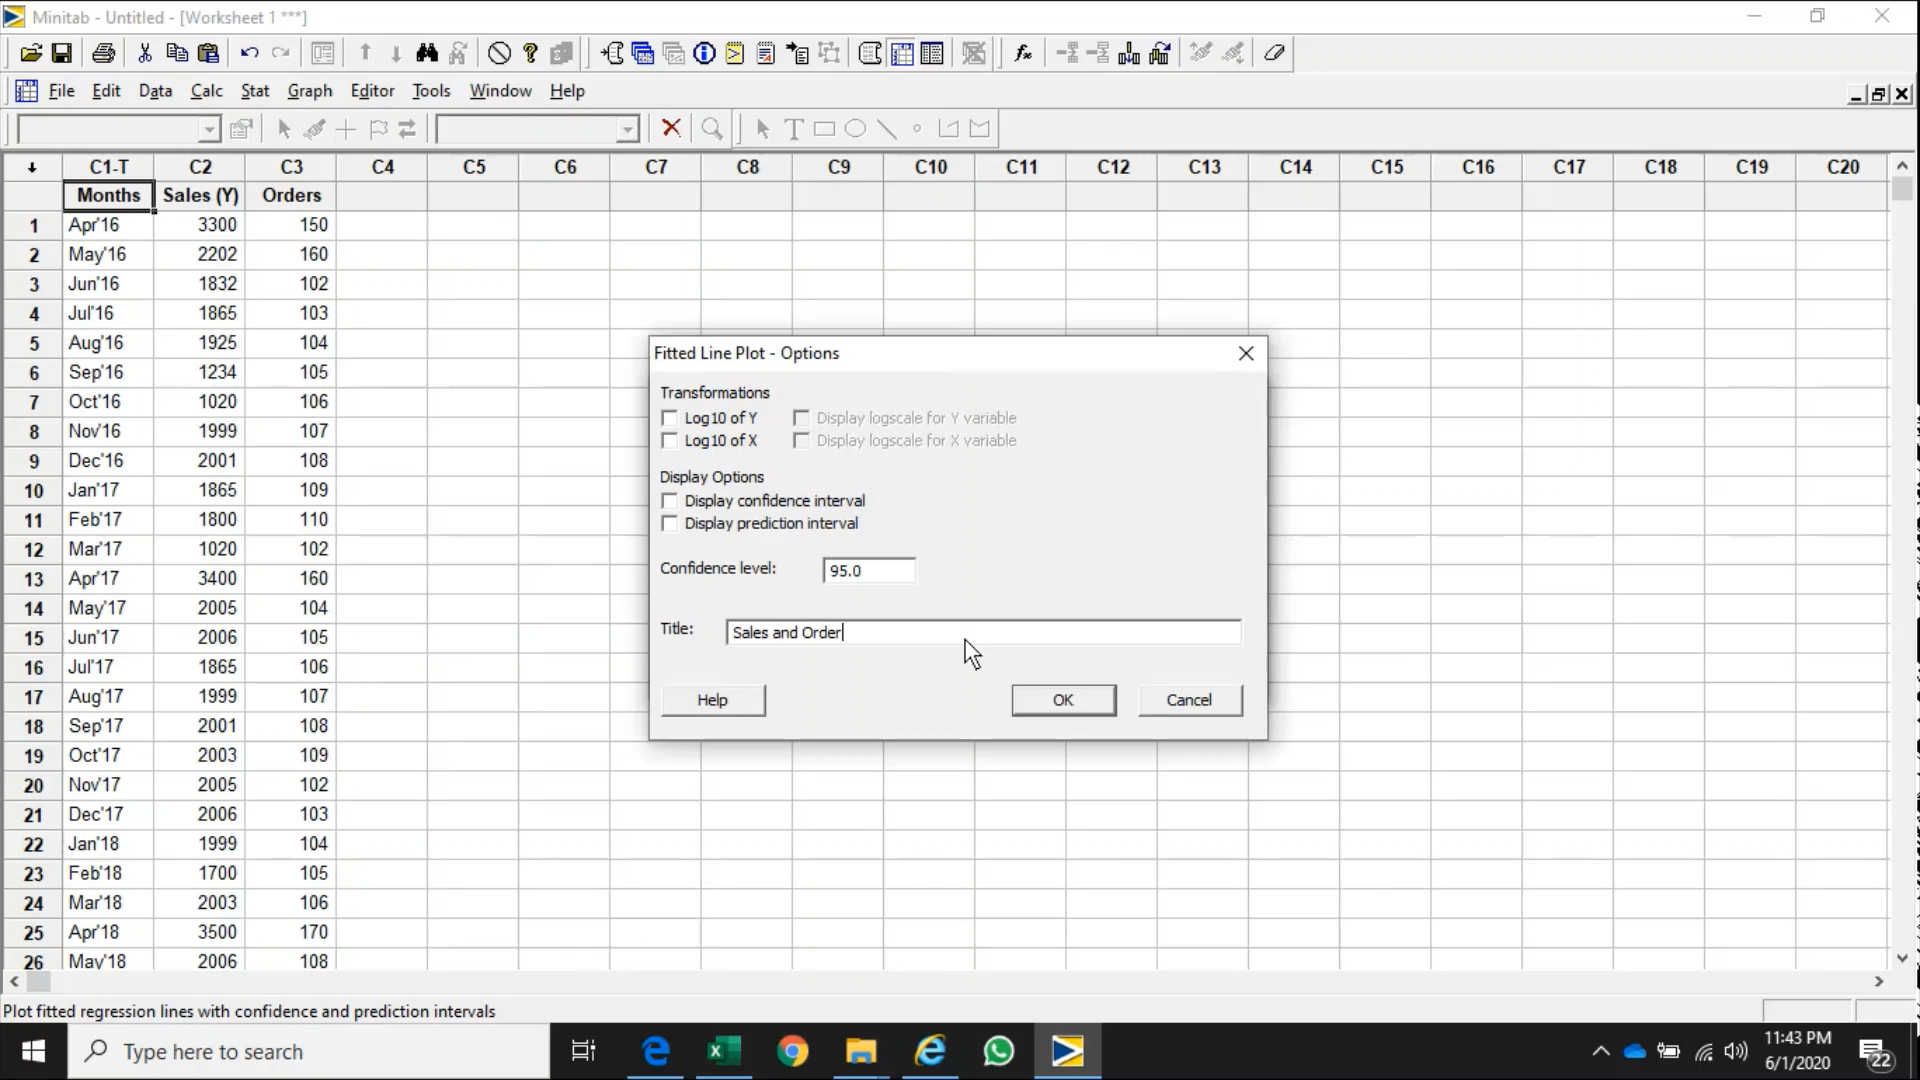 Minitab - Untitled - [Worksheet 1 ***]
File Edit Data Calc Stat Graph Editor Tools Window Help
C1-T C2 C3 C4 C5 C6 C7 C8 C9 C10 C11 C12 C13 C14 C15 C16 C17 C18 C19 C20
Months Sales (Y) Orders
1 Apr'16 3300 150
2 May'16 2202 160
3 Jun'16 1832 102
4 Jul'16 1865 103
5 Aug'16 1925 104
6 Sep'16 1234 105
7 Oct'16 1020 106
8 Nov'16 1999 107
9 Dec'16 2001 108
10 Jan'17 1865 109
11 Feb'17 1800 110
12 Mar'17 1020 102
13 Apr'17 3400 160
14 May'17 2005 104
15 Jun'17 2006 105
16 Jul'17 1865 106
17 Aug'17 1999 107
18 Sep'17 2001 108
19 Oct'17 2003 109
20 Nov'17 2005 102
21 Dec'17 2006 103
22 Jan'18 1999 104
23 Feb'18 1700 105
24 Mar'18 2003 106
25 Apr'18 3500 170
26 May'18 2006 108
Fitted Line Plot - Options
Transformations
Log10 of Y Display logscale for Y variable
Log10 of X Display logscale for X variable
Display Options
Display confidence interval
Display prediction interval
Confidence level: 95.0
Title: Sales and Order
Help OK Cancel
Plot fitted regression lines with confidence and prediction intervals
Type here to search
11:43 PM
6/1/2020
22